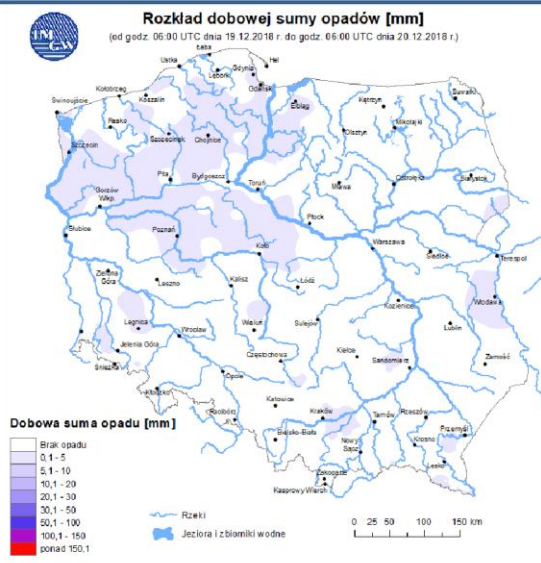 IMGW
Rozkład dobowej sumy opadów [mm]
(od godz. 06:00 UTC dnia 19.12.2018 r. do godz. 06:00 UTC dnia 20.12.2018 r.)
Łeba
Ustka
Hel
Lębork
Gdynia
Gdańsk
Kołobrzeg
Koszalin
Elbląg
Kętrzyn
Suwałki
Świnoujście
Resko
Mikołajki
Olsztyn
Szczecinek
Chojnice
Szczecin
Piła
Bydgoszcz
Toruń
Mława
Ostrołęka
Białystok
Gorzów
Wlkp.
Płock
Słubice
Poznań
Koło
Warszawa
Siedlce
Terespol
Zielona
Góra
Leszno
Kalisz
Łódź
Kozienice
Włodawa
Legnica
Wrocław
Wieluń
Sulejów
Lublin
Jelenia Góra
Śnieżka
Częstochowa
Kielce
Sandomierz
Zamość
Kłodzko
Opole
Katowice
Racibórz
Kraków
Tarnów
Rzeszów
Przemyśl
Bielsko-Biała
Nowy
Sącz
Krosno
Lesko
Zakopane
Kasprowy Wierch
Dobowa suma opadu [mm]
Brak opadu
0,1 - 5
5,1 - 10
10,1 - 20
20,1 - 30
30,1 - 50
50,1 - 100
100,1 - 150
ponad 150,1
Rzeki
Jeziora i zbiorniki wodne
0 25 50 100 150 km